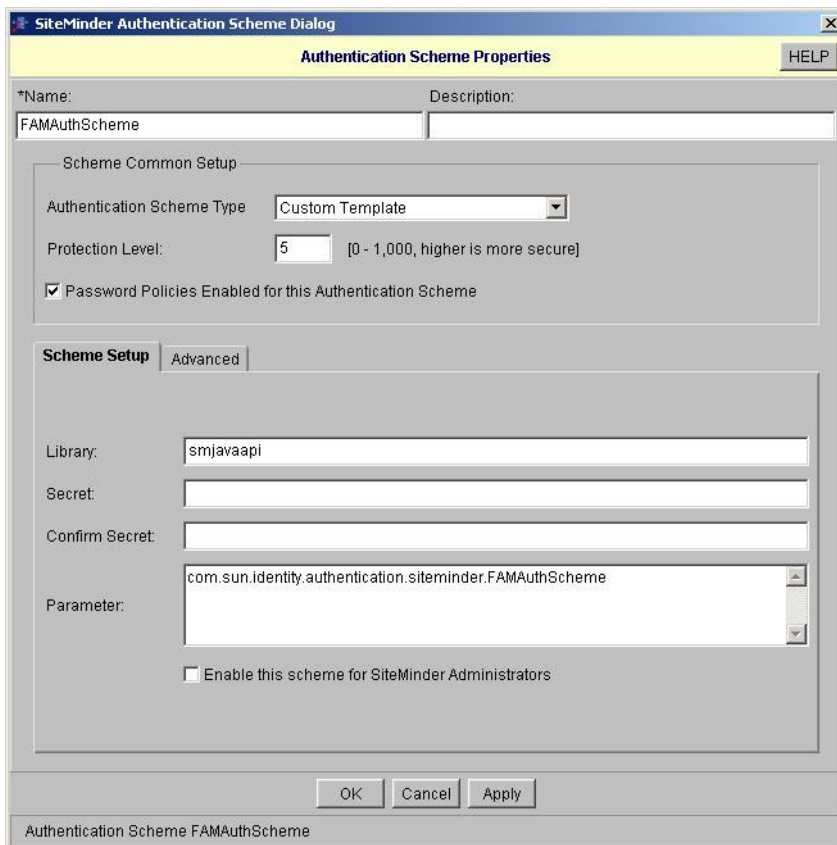 SiteMinder Authentication Scheme Dialog
Authentication Scheme Properties
HELP
*Name:
Description:
FAMAuthScheme
Scheme Common Setup
Authentication Scheme Type
Custom Template
Protection Level:
5
[0 - 1,000, higher is more secure]
Password Policies Enabled for this Authentication Scheme
Scheme Setup
Advanced
Library:
smjavaapi
Secret:
Confirm Secret:
com.sun.identity.authentication.siteminder.FAMAuthScheme
Parameter:
Enable this scheme for SiteMinder Administrators
OK
Cancel
Apply
Authentication Scheme FAMAuthScheme